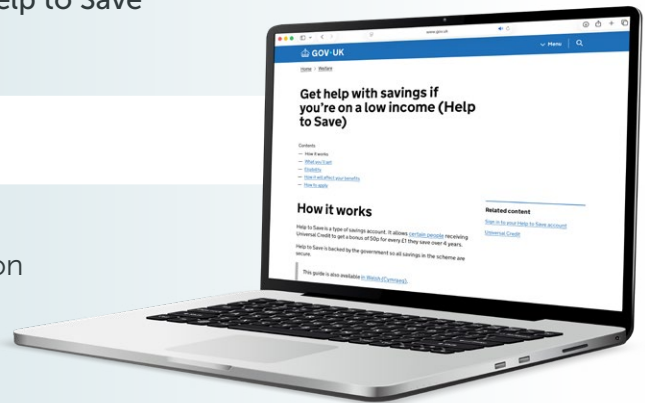 elp to Save
on
www.gov.uk
GOV·UK
Menu
Home > Welfare
Get help with savings if
you're on a low income (Help
to Save)
Contents
— How it works
— What you'll get
— Eligibility
— How it will affect your benefits
— How to apply
How it works
Help to Save is a type of savings account. It allows certain people receiving
Universal Credit to get a bonus of 50p for every £1 they save over 4 years.
Help to Save is backed by the government so all savings in the scheme are
secure.
This guide is also available in Welsh (Cymraeg).
Related content
Sign in to your Help to Save account
Universal Credit